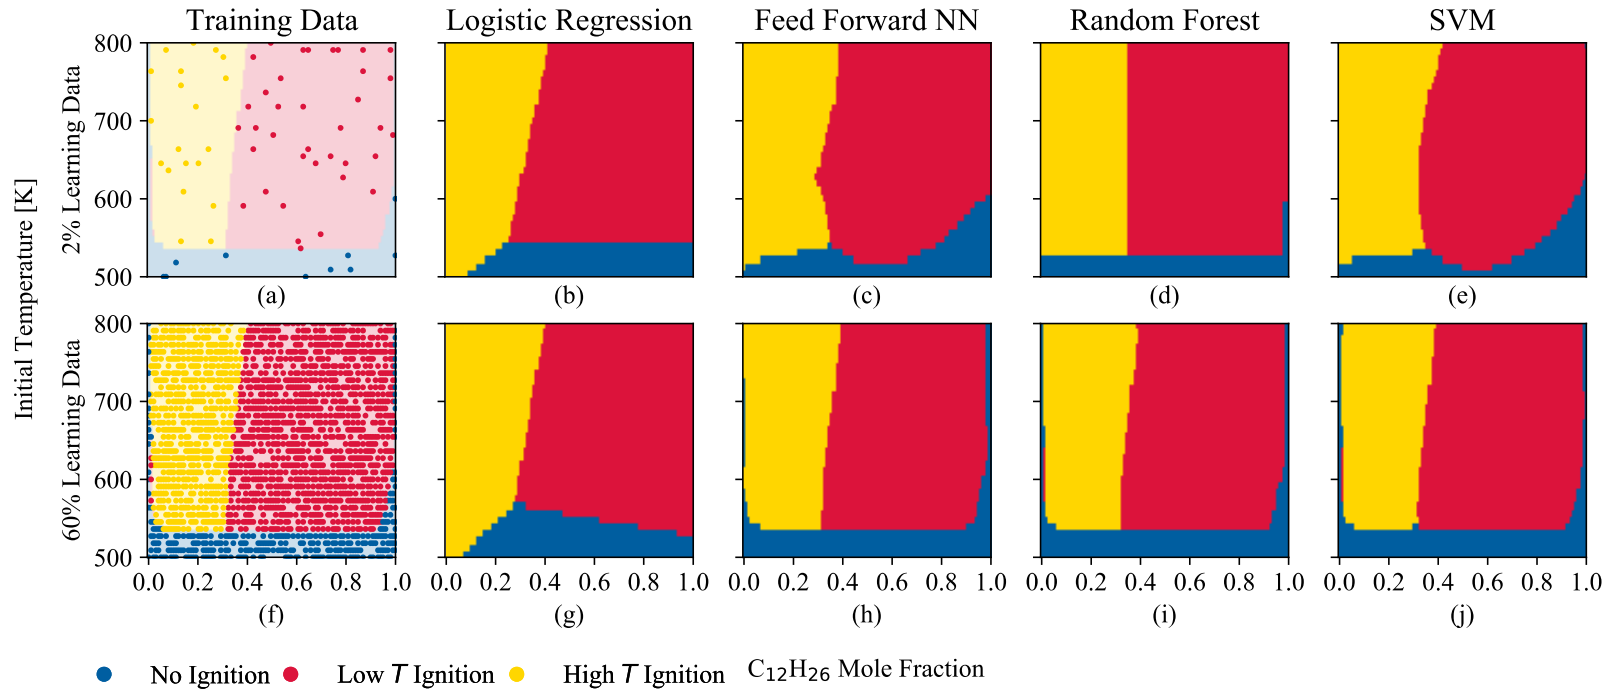 Training Data
Logistic Regression
Feed Forward NN
Random Forest
SVM
Initial Temperature [K]
2% Learning Data
800
700
600
500
(a)
(b)
(c)
(d)
(e)
60% Learning Data
800
700
600
500
0.0 0.2 0.4 0.6 0.8 1.0
0.0 0.2 0.4 0.6 0.8 1.0
0.0 0.2 0.4 0.6 0.8 1.0
0.0 0.2 0.4 0.6 0.8 1.0
0.0 0.2 0.4 0.6 0.8 1.0
(f)
(g)
(h)
(i)
(j)
No Ignition
Low T Ignition
High T Ignition
C₁₂H₂₆ Mole Fraction